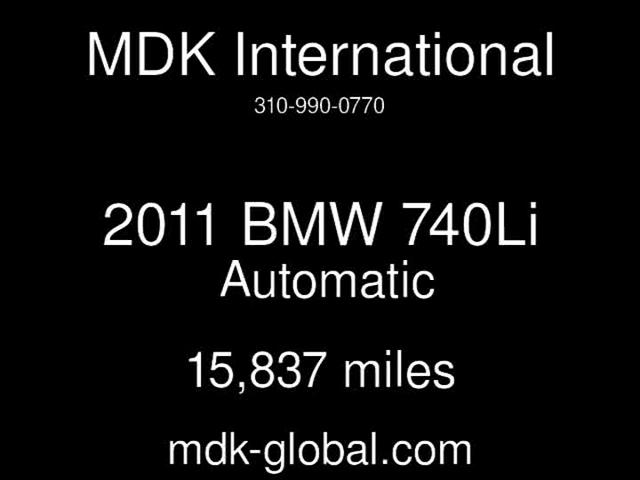 MDK International
310-990-0770
2011 BMW 740Li
Automatic
15,837 miles
mdk-global.com